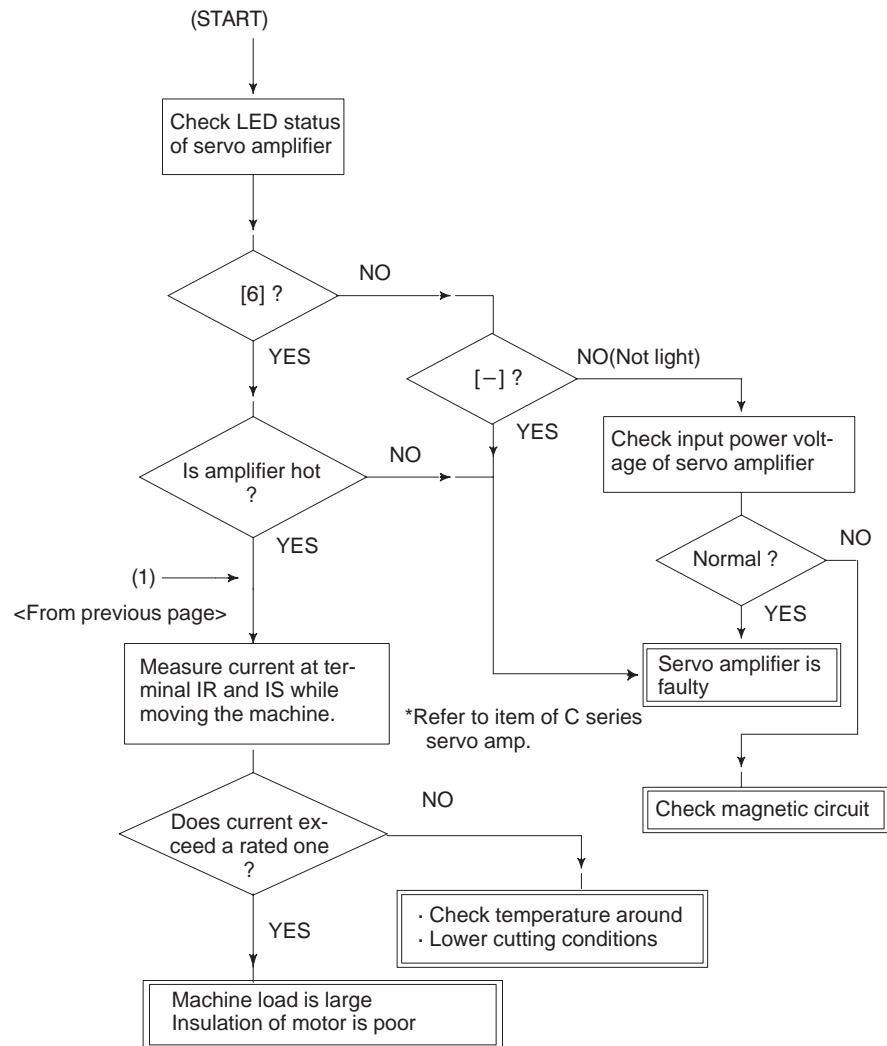 (START)
Check LED status
of servo amplifier
[6] ?
NO
YES
[–] ?
NO(Not light)
YES
Check input power volt-
age of servo amplifier
Is amplifier hot
?
NO
YES
Normal ?
NO
YES
(1)
<From previous page>
Servo amplifier is
faulty
Measure current at ter-
minal IR and IS while
moving the machine.
*Refer to item of C series
servo amp.
Check magnetic circuit
Does current ex-
ceed a rated one
?
NO
YES
· Check temperature around
· Lower cutting conditions
Machine load is large
Insulation of motor is poor